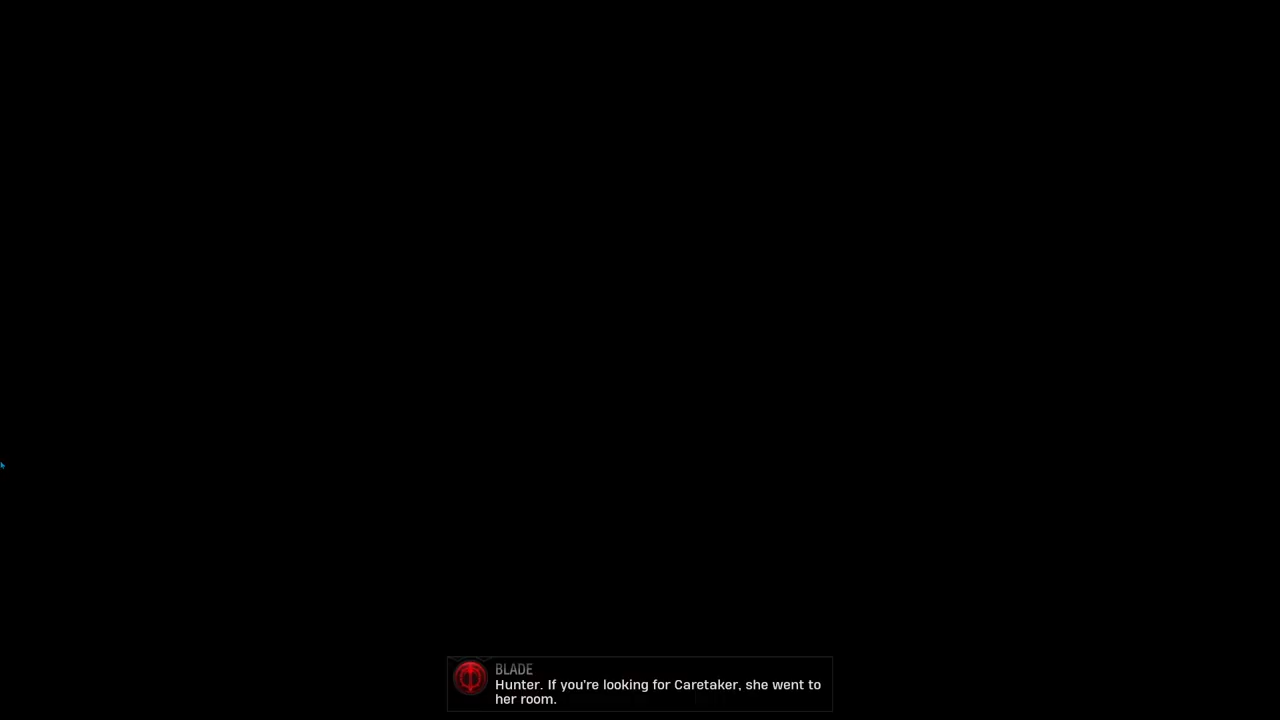 BLADE
Hunter. If you're looking for Caretaker, she went to
her room.